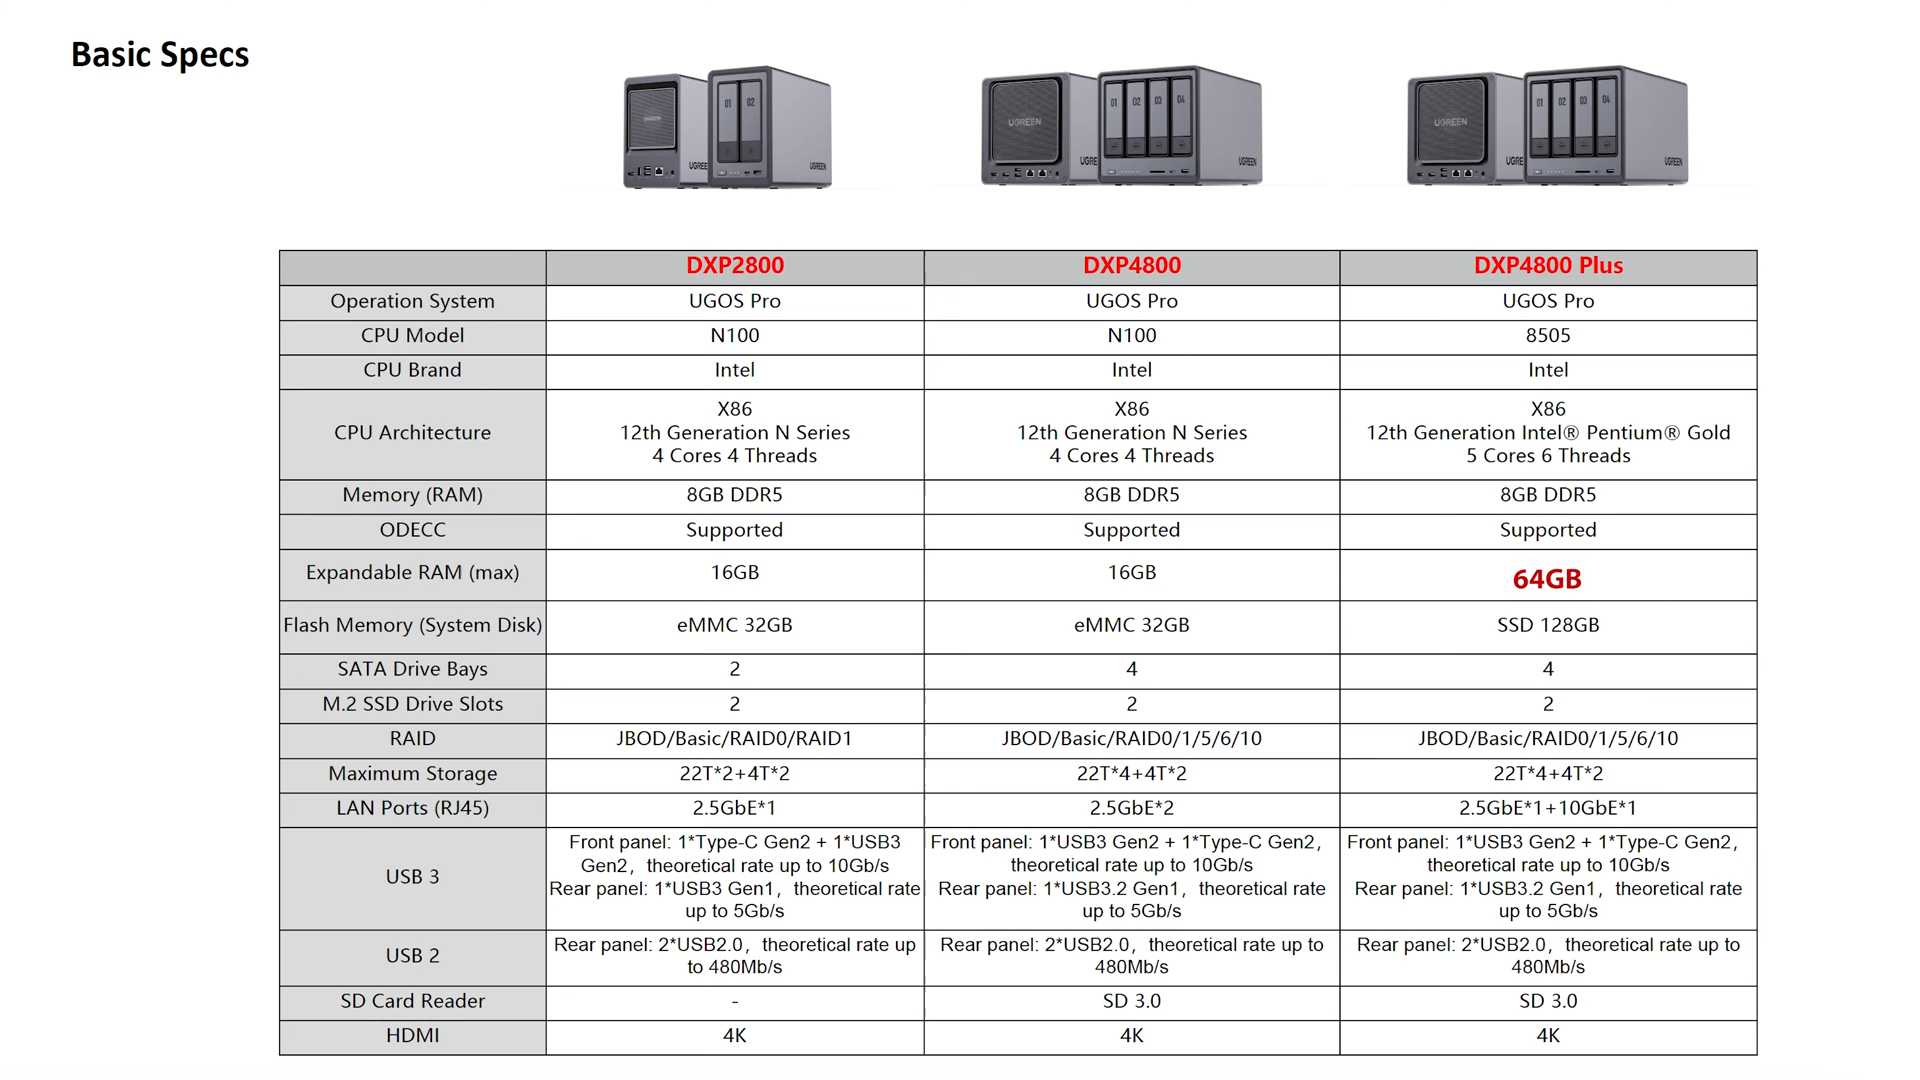 Basic Specs
UGREEN
01 02
UGREEN
UGREEN
01 02 03 04
UGREEN
UGREEN
01 02 03 04
UGREEN
DXP2800 DXP4800 DXP4800 Plus
Operation System UGOS Pro UGOS Pro UGOS Pro
CPU Model N100 N100 8505
CPU Brand Intel Intel Intel
CPU Architecture
X86
12th Generation N Series
4 Cores 4 Threads
X86
12th Generation N Series
4 Cores 4 Threads
X86
12th Generation Intel® Pentium® Gold
5 Cores 6 Threads
Memory (RAM) 8GB DDR5 8GB DDR5 8GB DDR5
ODECC Supported Supported Supported
Expandable RAM (max) 16GB 16GB 64GB
Flash Memory (System Disk) eMMC 32GB eMMC 32GB SSD 128GB
SATA Drive Bays 2 4 4
M.2 SSD Drive Slots 2 2 2
RAID JBOD/Basic/RAID0/RAID1 JBOD/Basic/RAID0/1/5/6/10 JBOD/Basic/RAID0/1/5/6/10
Maximum Storage 22T*2+4T*2 22T*4+4T*2 22T*4+4T*2
LAN Ports (RJ45) 2.5GbE*1 2.5GbE*2 2.5GbE*1+10GbE*1
USB 3
Front panel: 1*Type-C Gen2 + 1*USB3
Gen2，theoretical rate up to 10Gb/s
Rear panel: 1*USB3 Gen1，theoretical rate
up to 5Gb/s
Front panel: 1*USB3 Gen2 + 1*Type-C Gen2，
theoretical rate up to 10Gb/s
Rear panel: 1*USB3.2 Gen1，theoretical rate
up to 5Gb/s
Front panel: 1*USB3 Gen2 + 1*Type-C Gen2，
theoretical rate up to 10Gb/s
Rear panel: 1*USB3.2 Gen1，theoretical rate
up to 5Gb/s
USB 2
Rear panel: 2*USB2.0，theoretical rate up
to 480Mb/s
Rear panel: 2*USB2.0，theoretical rate up to
480Mb/s
Rear panel: 2*USB2.0，theoretical rate up to
480Mb/s
SD Card Reader - SD 3.0 SD 3.0
HDMI 4K 4K 4K